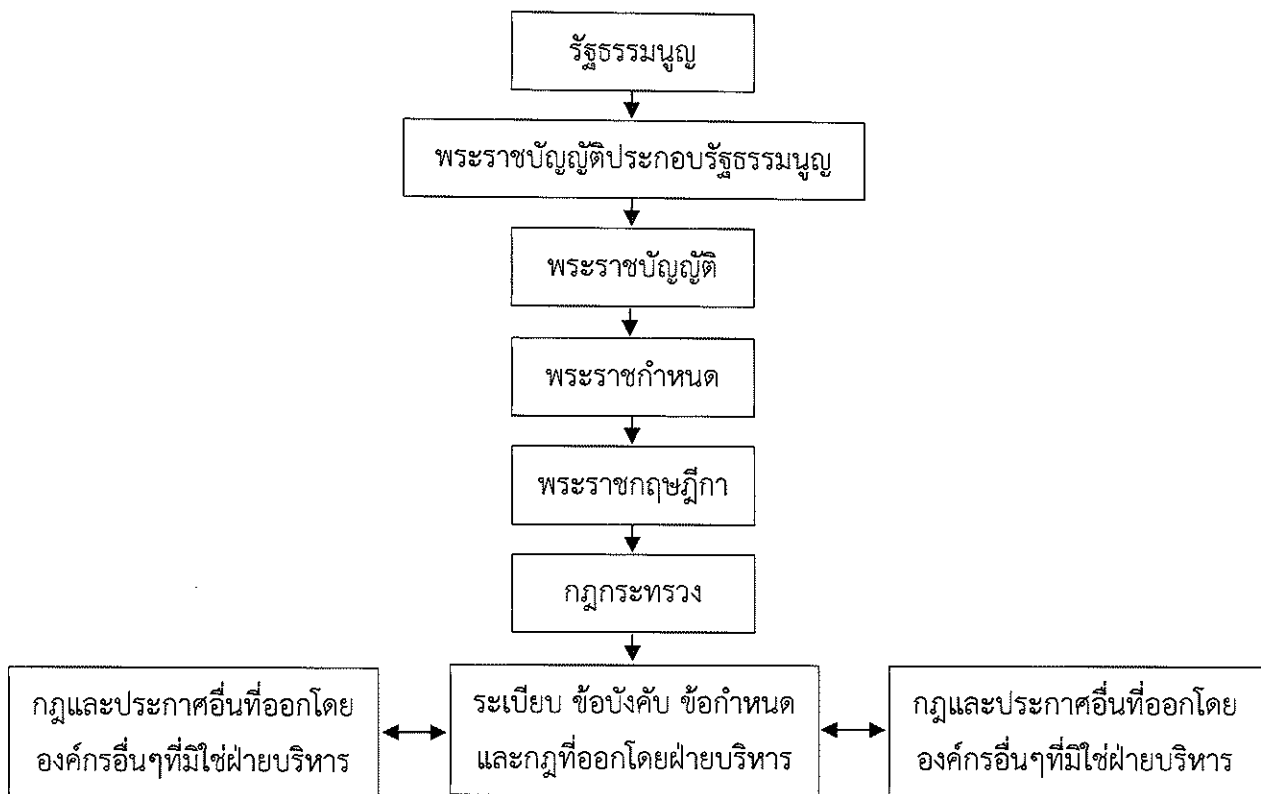 รัฐธรรมนูญ
พระราชบัญญัติประกอบรัฐธรรมนูญ
พระราชบัญญัติ
พระราชกำหนด
พระราชกฤษฎีกา
กฎกระทรวง
กฎและประกาศอื่นที่ออกโดย
องค์กรอื่นๆที่มิใช่ฝ่ายบริหาร
ระเบียบ ข้อบังคับ ข้อกำหนด
และกฎที่ออกโดยฝ่ายบริหาร
กฎและประกาศอื่นที่ออกโดย
องค์กรอื่นๆที่มิใช่ฝ่ายบริหาร